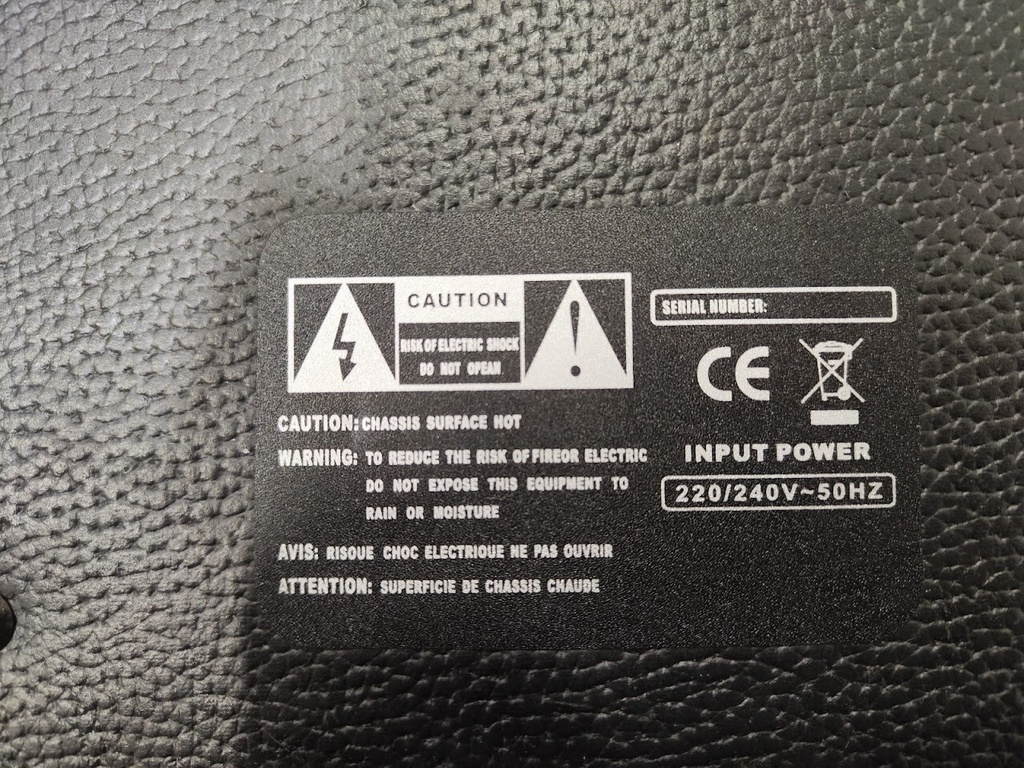 CAUTION
RISK OF ELECTRIC SHOCK
DO NOT OPEAN
SERIAL NUMBER:
CE
CAUTION: CHASSIS SURFACE HOT
WARNING: TO REDUCE THE RISK OF FIREOR ELECTRIC
DO NOT EXPOSE THIS EQUIPMENT TO
RAIN OR MOISTURE
INPUT POWER
220/240V~50HZ
AVIS: RISOUE CHOC ELECTRIOUE NE PAS OUVRIR
ATTENTION: SUPERFICIE DE CHASSIS CHAUDE